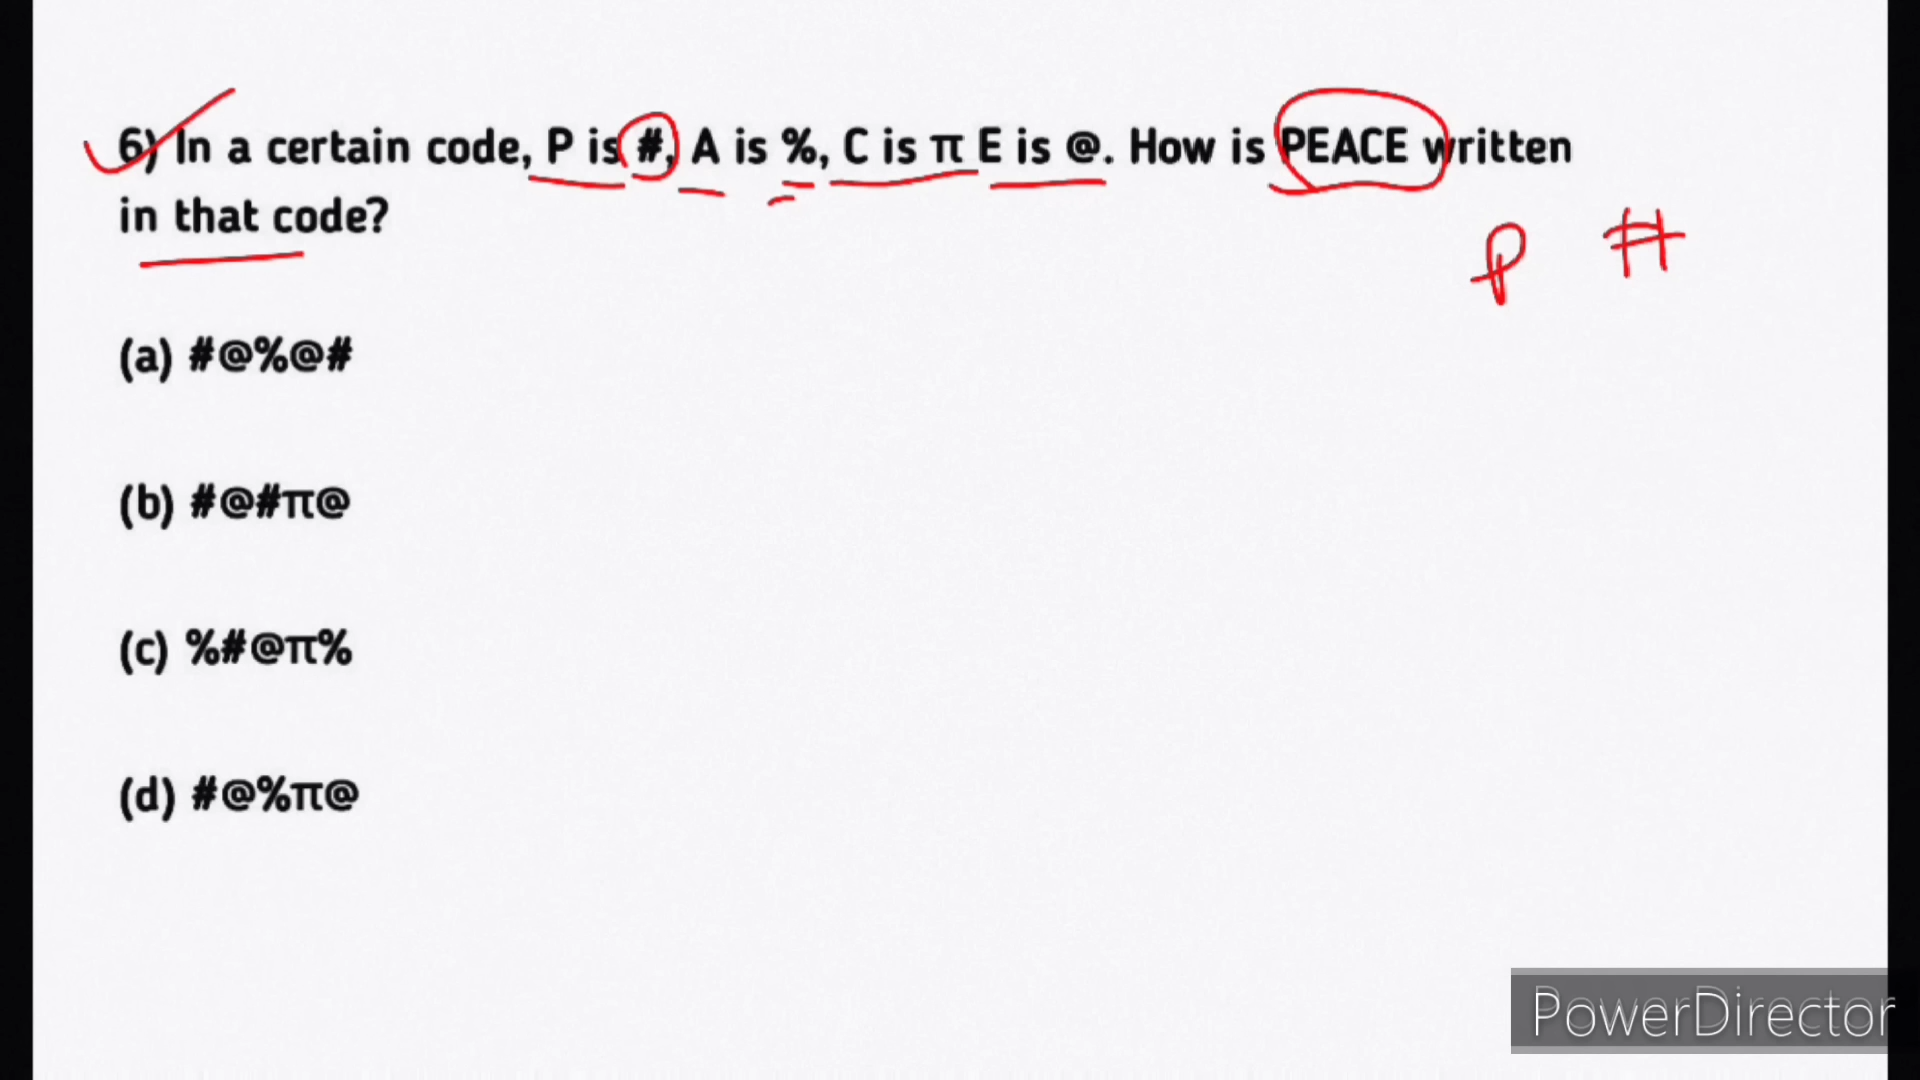 6) In a certain code, P is #, A is %, C is π E is @. How is PEACE written
in that code?
P #
(a) #@%@#
(b) #@#π@
(c) %#@π%
(d) #@%π@
PowerDirector